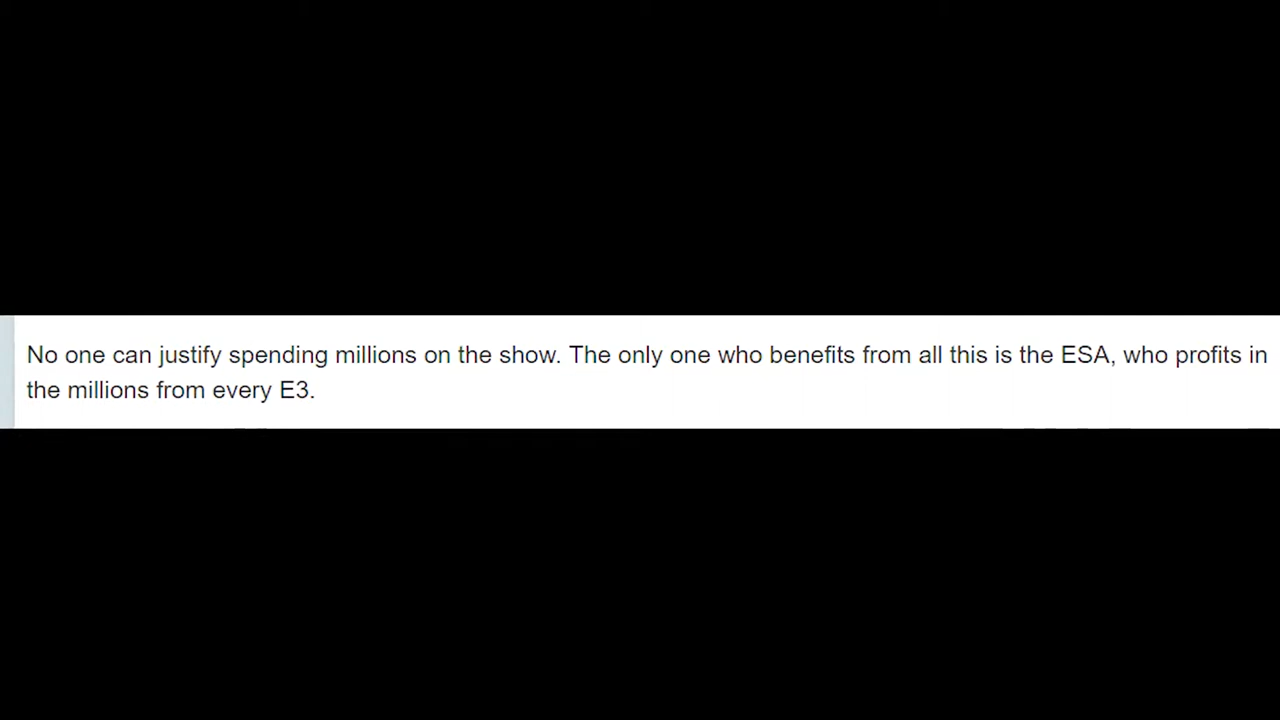 No one can justify spending millions on the show. The only one who benefits from all this is the ESA, who profits in
the millions from every E3.